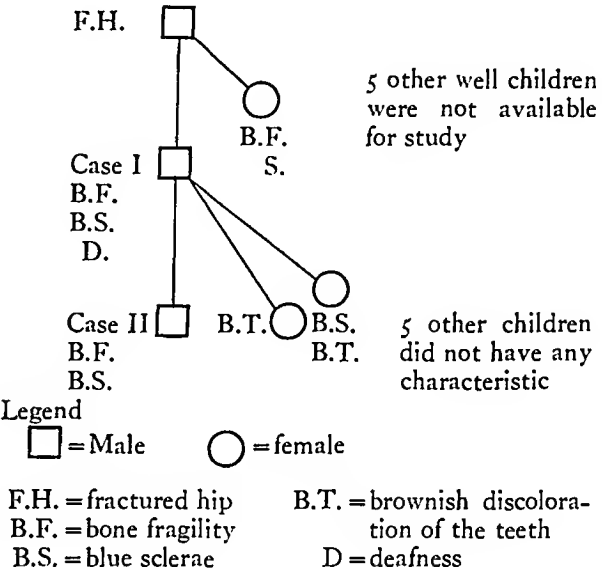 F.H.
5 other well children
were not available
for study
B.F.
S.
Case I
B.F.
B.S.
D.
Case II
B.F.
B.S.
B.T.
B.S.
B.T.
5 other children
did not have any
characteristic
Legend
=Male
=female
F.H. =fractured hip
B.F. =bone fragility
B.S. =blue sclerae
B.T. =brownish discolora-
tion of the teeth
D =deafness